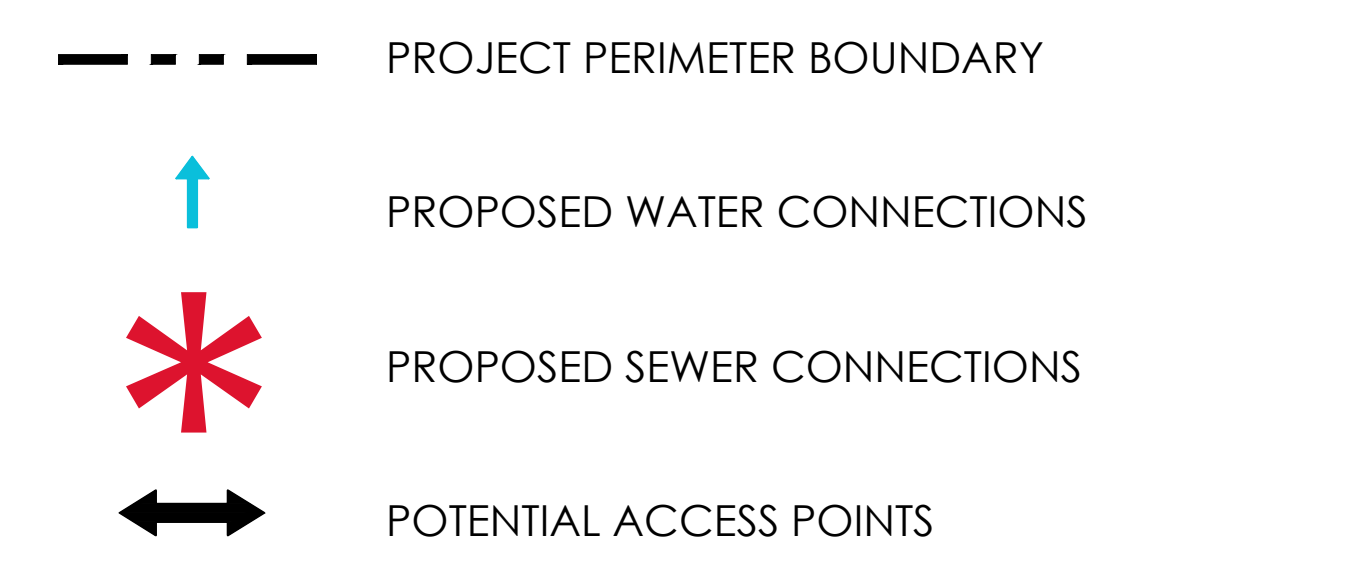 PROJECT PERIMETER BOUNDARY
PROPOSED WATER CONNECTIONS
PROPOSED SEWER CONNECTIONS
POTENTIAL ACCESS POINTS